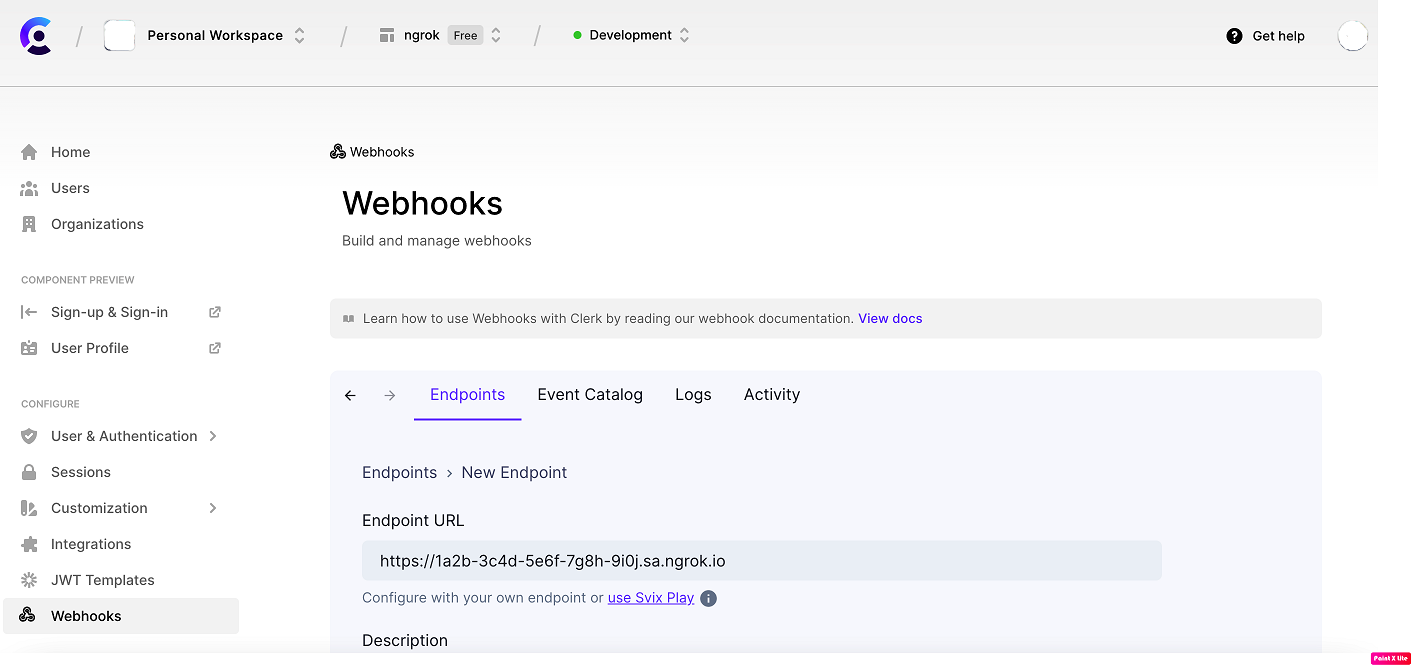 / Personal Workspace / ngrok Free / Development Get help
Home
Users
Organizations
COMPONENT PREVIEW
Sign-up & Sign-in
User Profile
CONFIGURE
User & Authentication
Sessions
Customization
Integrations
JWT Templates
Webhooks
Webhooks
Webhooks
Build and manage webhooks
Learn how to use Webhooks with Clerk by reading our webhook documentation. View docs
Endpoints Event Catalog Logs Activity
Endpoints › New Endpoint
Endpoint URL
https://1a2b-3c4d-5e6f-7g8h-9i0j.sa.ngrok.io
Configure with your own endpoint or use Svix Play
Description
Paint X Lite